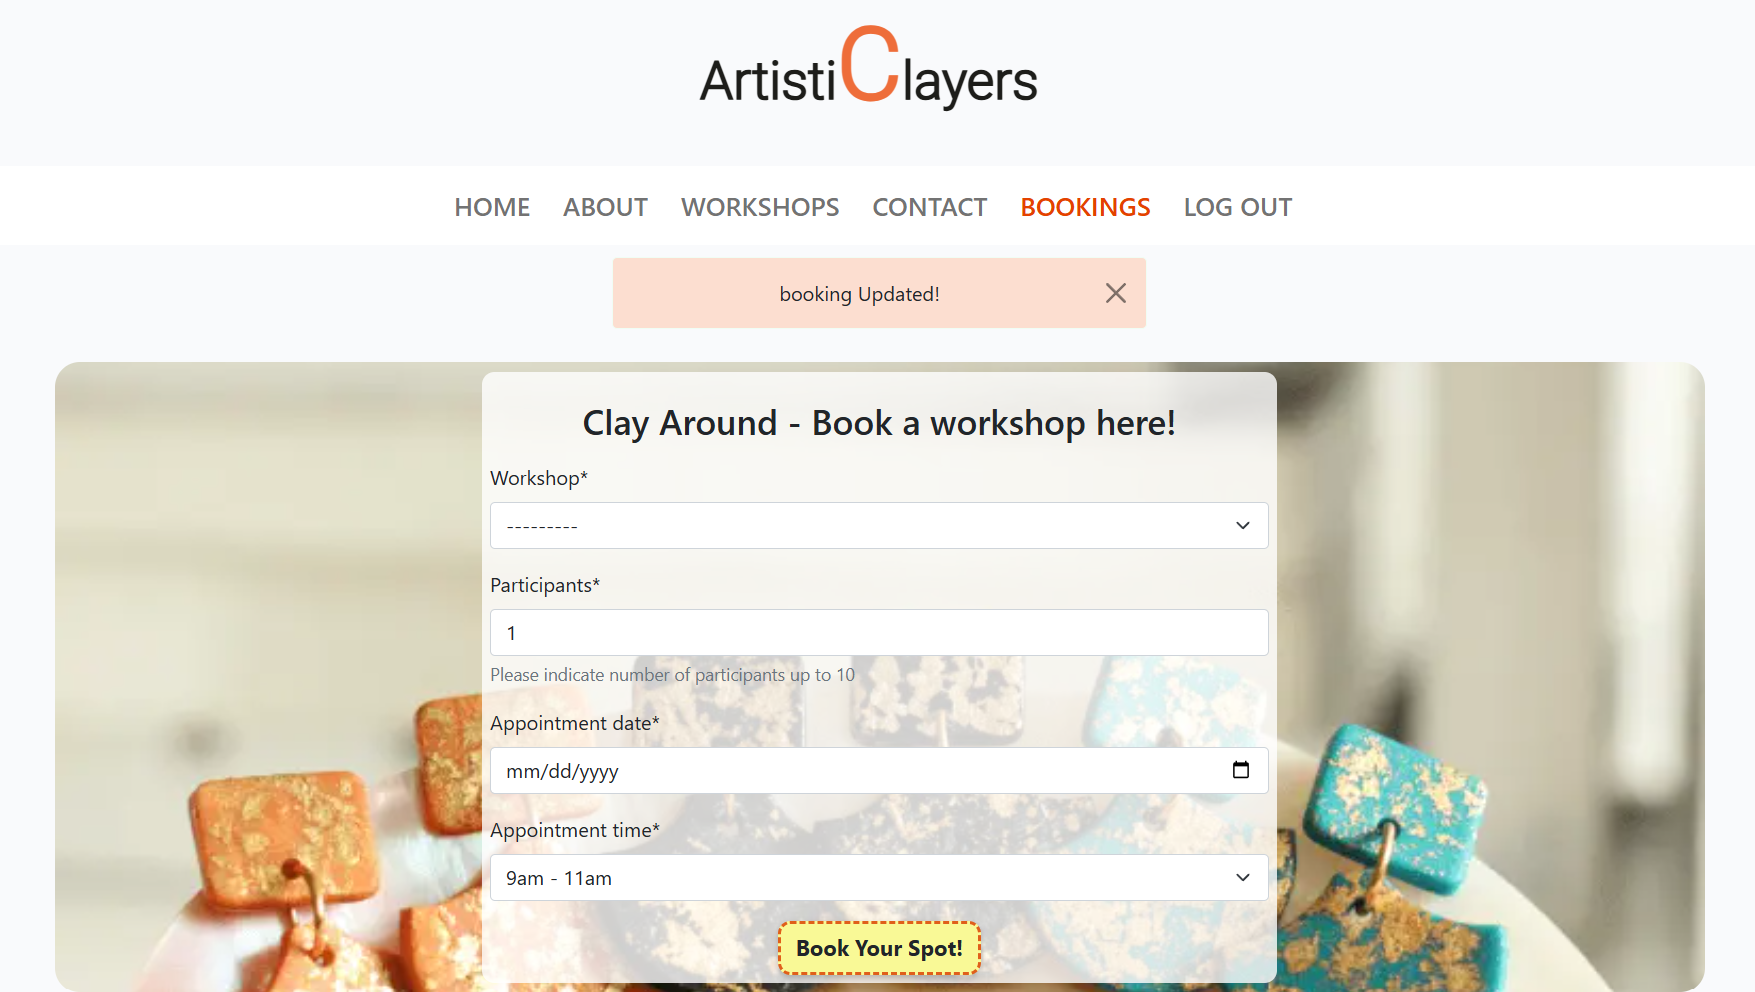 ArtistiClayers
HOME ABOUT WORKSHOPS CONTACT BOOKINGS LOG OUT
booking Updated!
Clay Around - Book a workshop here!
Workshop*
---------
Participants*
1
Please indicate number of participants up to 10
Appointment date*
mm/dd/yyyy
Appointment time*
9am - 11am
Book Your Spot!